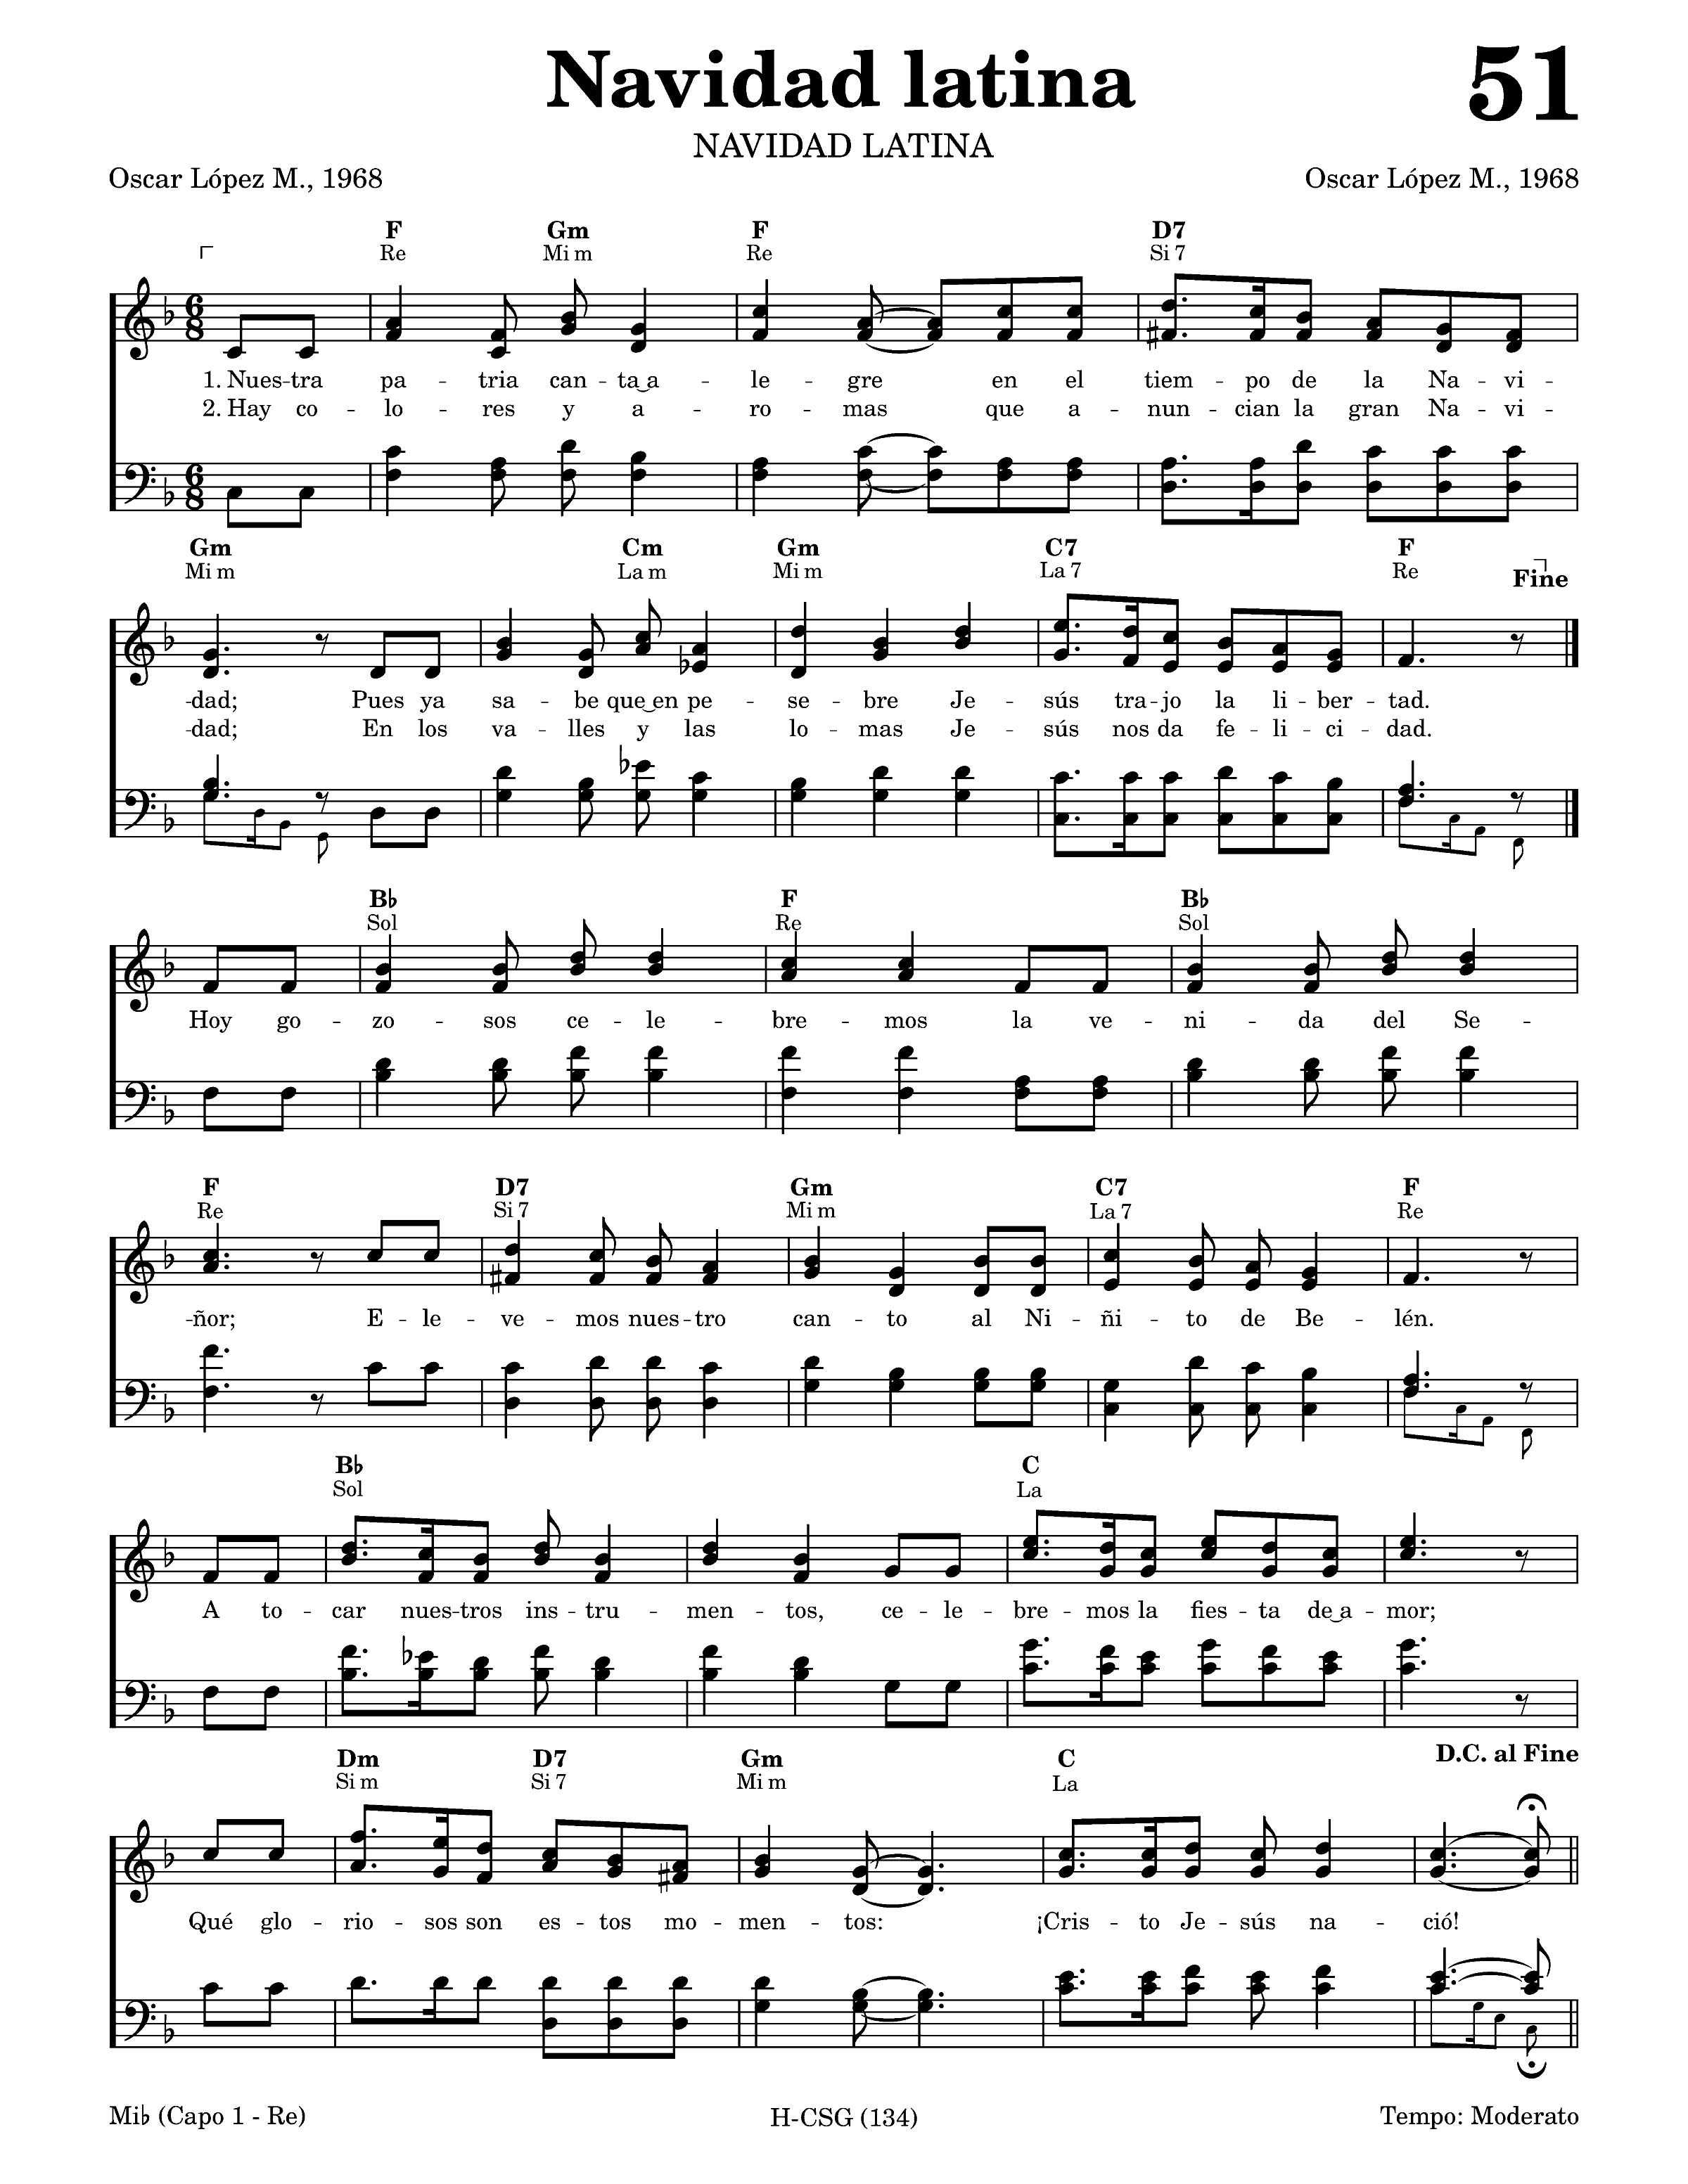 Navidad latina
51
NAVIDAD LATINA
Oscar López M., 1968
Oscar López M., 1968
F Gm F D7
Re Mi m Re Si 7
6 8
1. Nues - tra pa - tria can - ta‿a - le - gre en el tiem - po de la Na - vi -
2. Hay co - lo - res y a - ro - mas que a - nun - cian la gran Na - vi -
6 8
Gm Cm Gm C7 F
Mi m La m Mi m La 7 Re Fine
-dad; Pues ya sa - be que‿en pe - se - bre Je - sús tra - jo la li - ber - tad.
-dad; En los va - lles y las lo - mas Je - sús nos da fe - li - ci - dad.
B♭ F B♭
Sol Re Sol
Hoy go - zo - sos ce - le - bre - mos la ve - ni - da del Se -
F D7 Gm C7 F
Re Si 7 Mi m La 7 Re
-ñor; E - le - ve - mos nues - tro can - to al Ni - ñi - to de Be - lén.
B♭ C
Sol La
A to - car nues - tros ins - tru - men - tos, ce - le - bre - mos la fies - ta de‿a - mor;
Dm D7 Gm C D.C. al Fine
Si m Si 7 Mi m La
Qué glo - rio - sos son es - tos mo - men - tos: ¡Cris - to Je - sús na - ció!
Mi♭ (Capo 1 - Re)
H-CSG (134)
Tempo: Moderato